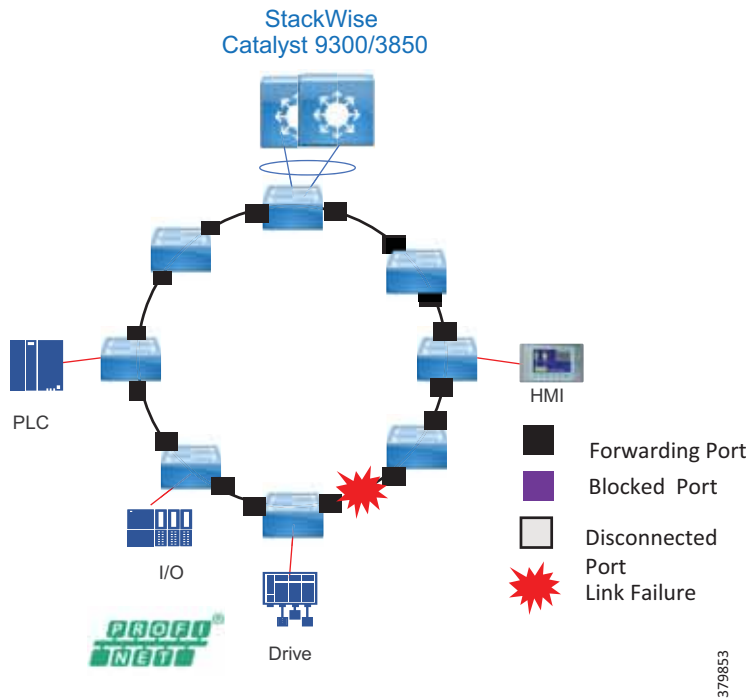 StackWise
Catalyst 9300/3850
PLC
HMI
Forwarding Port
Blocked Port
Disconnected
Port
Link Failure
I/O
Drive
PROFI®
NET
379853